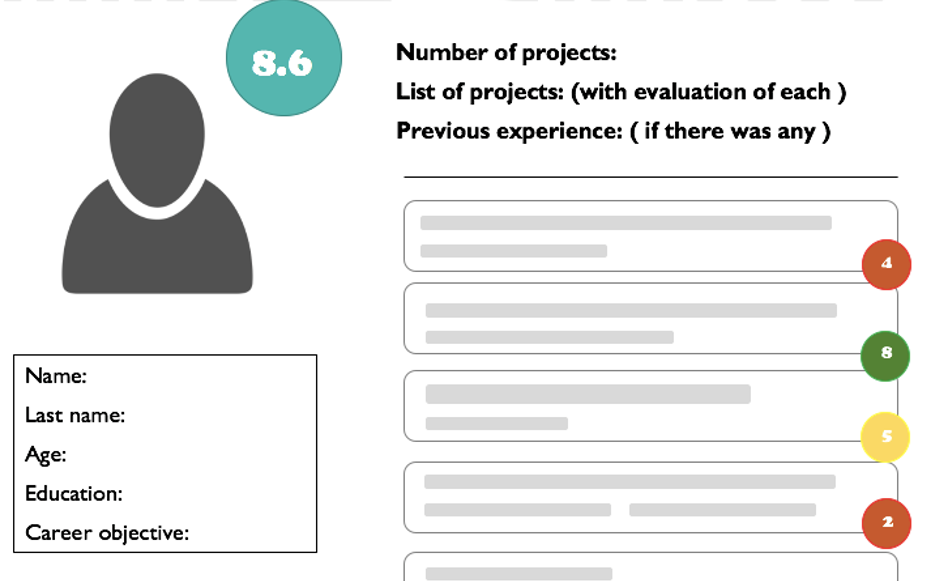 8.6
Number of projects:
List of projects: (with evaluation of each )
Previous experience: ( if there was any )
4
8
5
2
Name:
Last name:
Age:
Education:
Career objective: